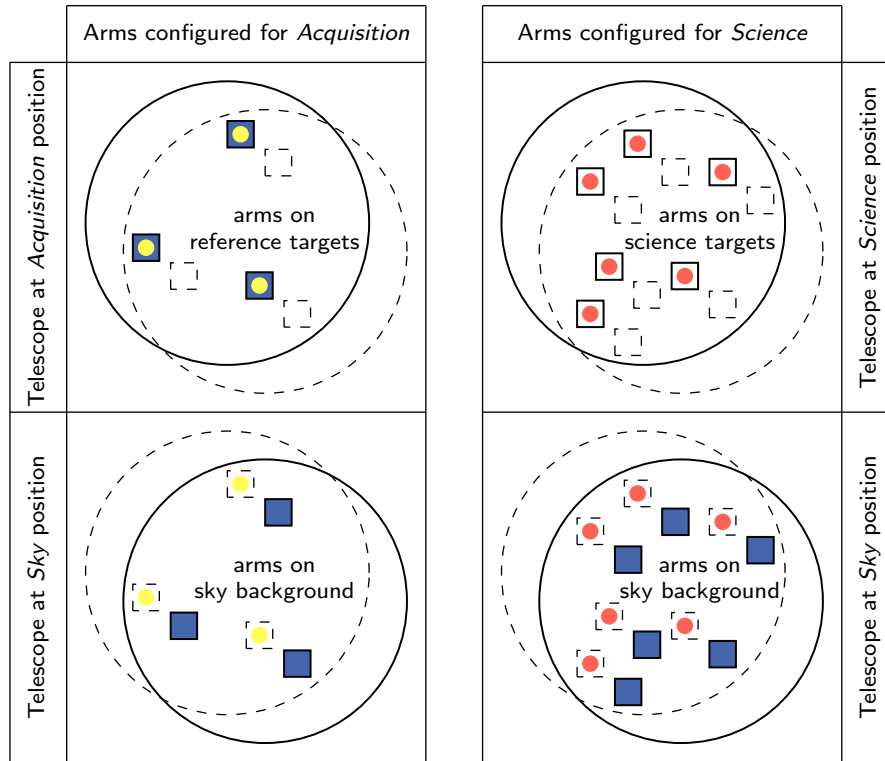 Arms configured for Acquisition
Arms configured for Science
Telescope at Acquisition position
arms on
reference targets
arms on
science targets
Telescope at Science position
Telescope at Sky position
arms on
sky background
arms on
sky background
Telescope at Sky position